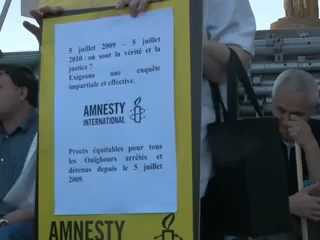 AMNESTY
5 juillet 2009 – 5 juillet
2010 : où sont la vérité et la
justice ?
Exigeons une enquête
impartiale et effective.
AMNESTY
INTERNATIONAL
Procès équitables pour tous
les Ouïghours arrêtés et
détenus depuis le 5 juillet
2009.
AMNESTY